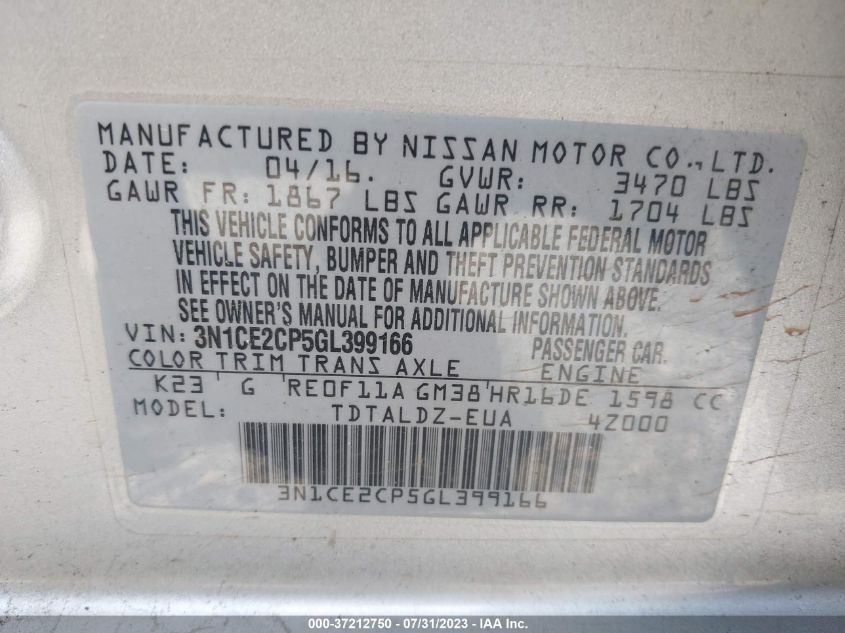 MANUFACTURED BY NISSAN MOTOR CO.,LTD.
DATE: 04/16. GVWR: 3470 LBS
GAWR FR: 1867 LBS GAWR RR: 1704 LBS
THIS VEHICLE CONFORMS TO ALL APPLICABLE FEDERAL MOTOR
VEHICLE SAFETY, BUMPER AND THEFT PREVENTION STANDARDS
IN EFFECT ON THE DATE OF MANUFACTURE SHOWN ABOVE.
SEE OWNER'S MANUAL FOR ADDITIONAL INFORMATION.
VIN: 3N1CE2CP5GL399166 PASSENGER CAR.
COLOR TRIM TRANS AXLE ENGINE
K23 G RE0F11A GM38 HR16DE 1598 CC
MODEL: TDTALDZ-EUA 4Z000
3N1CE2CP5GL399166
000-37212750 - 07/31/2023 - IAA Inc.